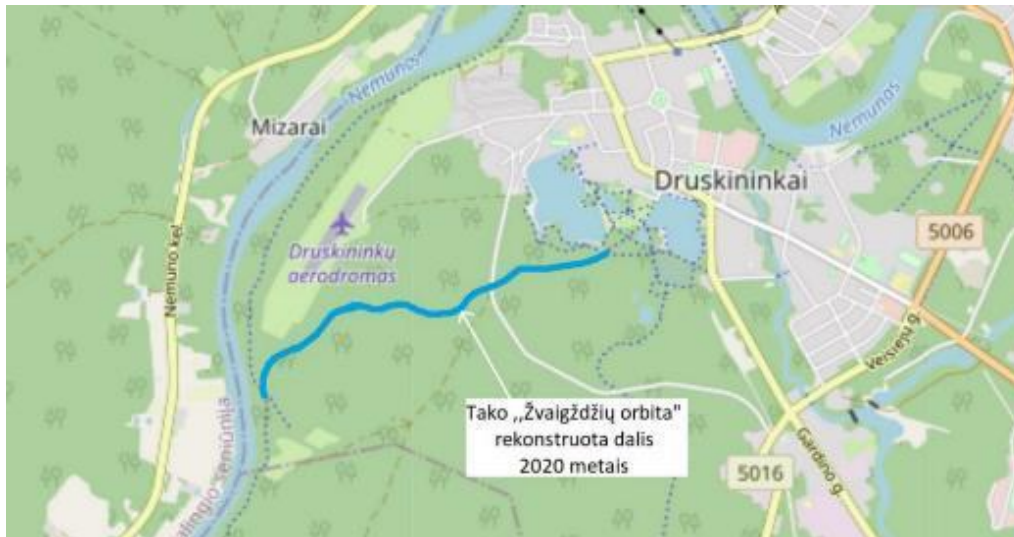 Nemunas
Mizarai
Nemunas
Druskininkai
5006
Druskininkų
aerodromas
Nemuno kel.
Veisiejų g.
Tako ,,Žvaigždžių orbita"
rekonstruota dalis
2020 metais
Gardino g.
5016
seniūnija